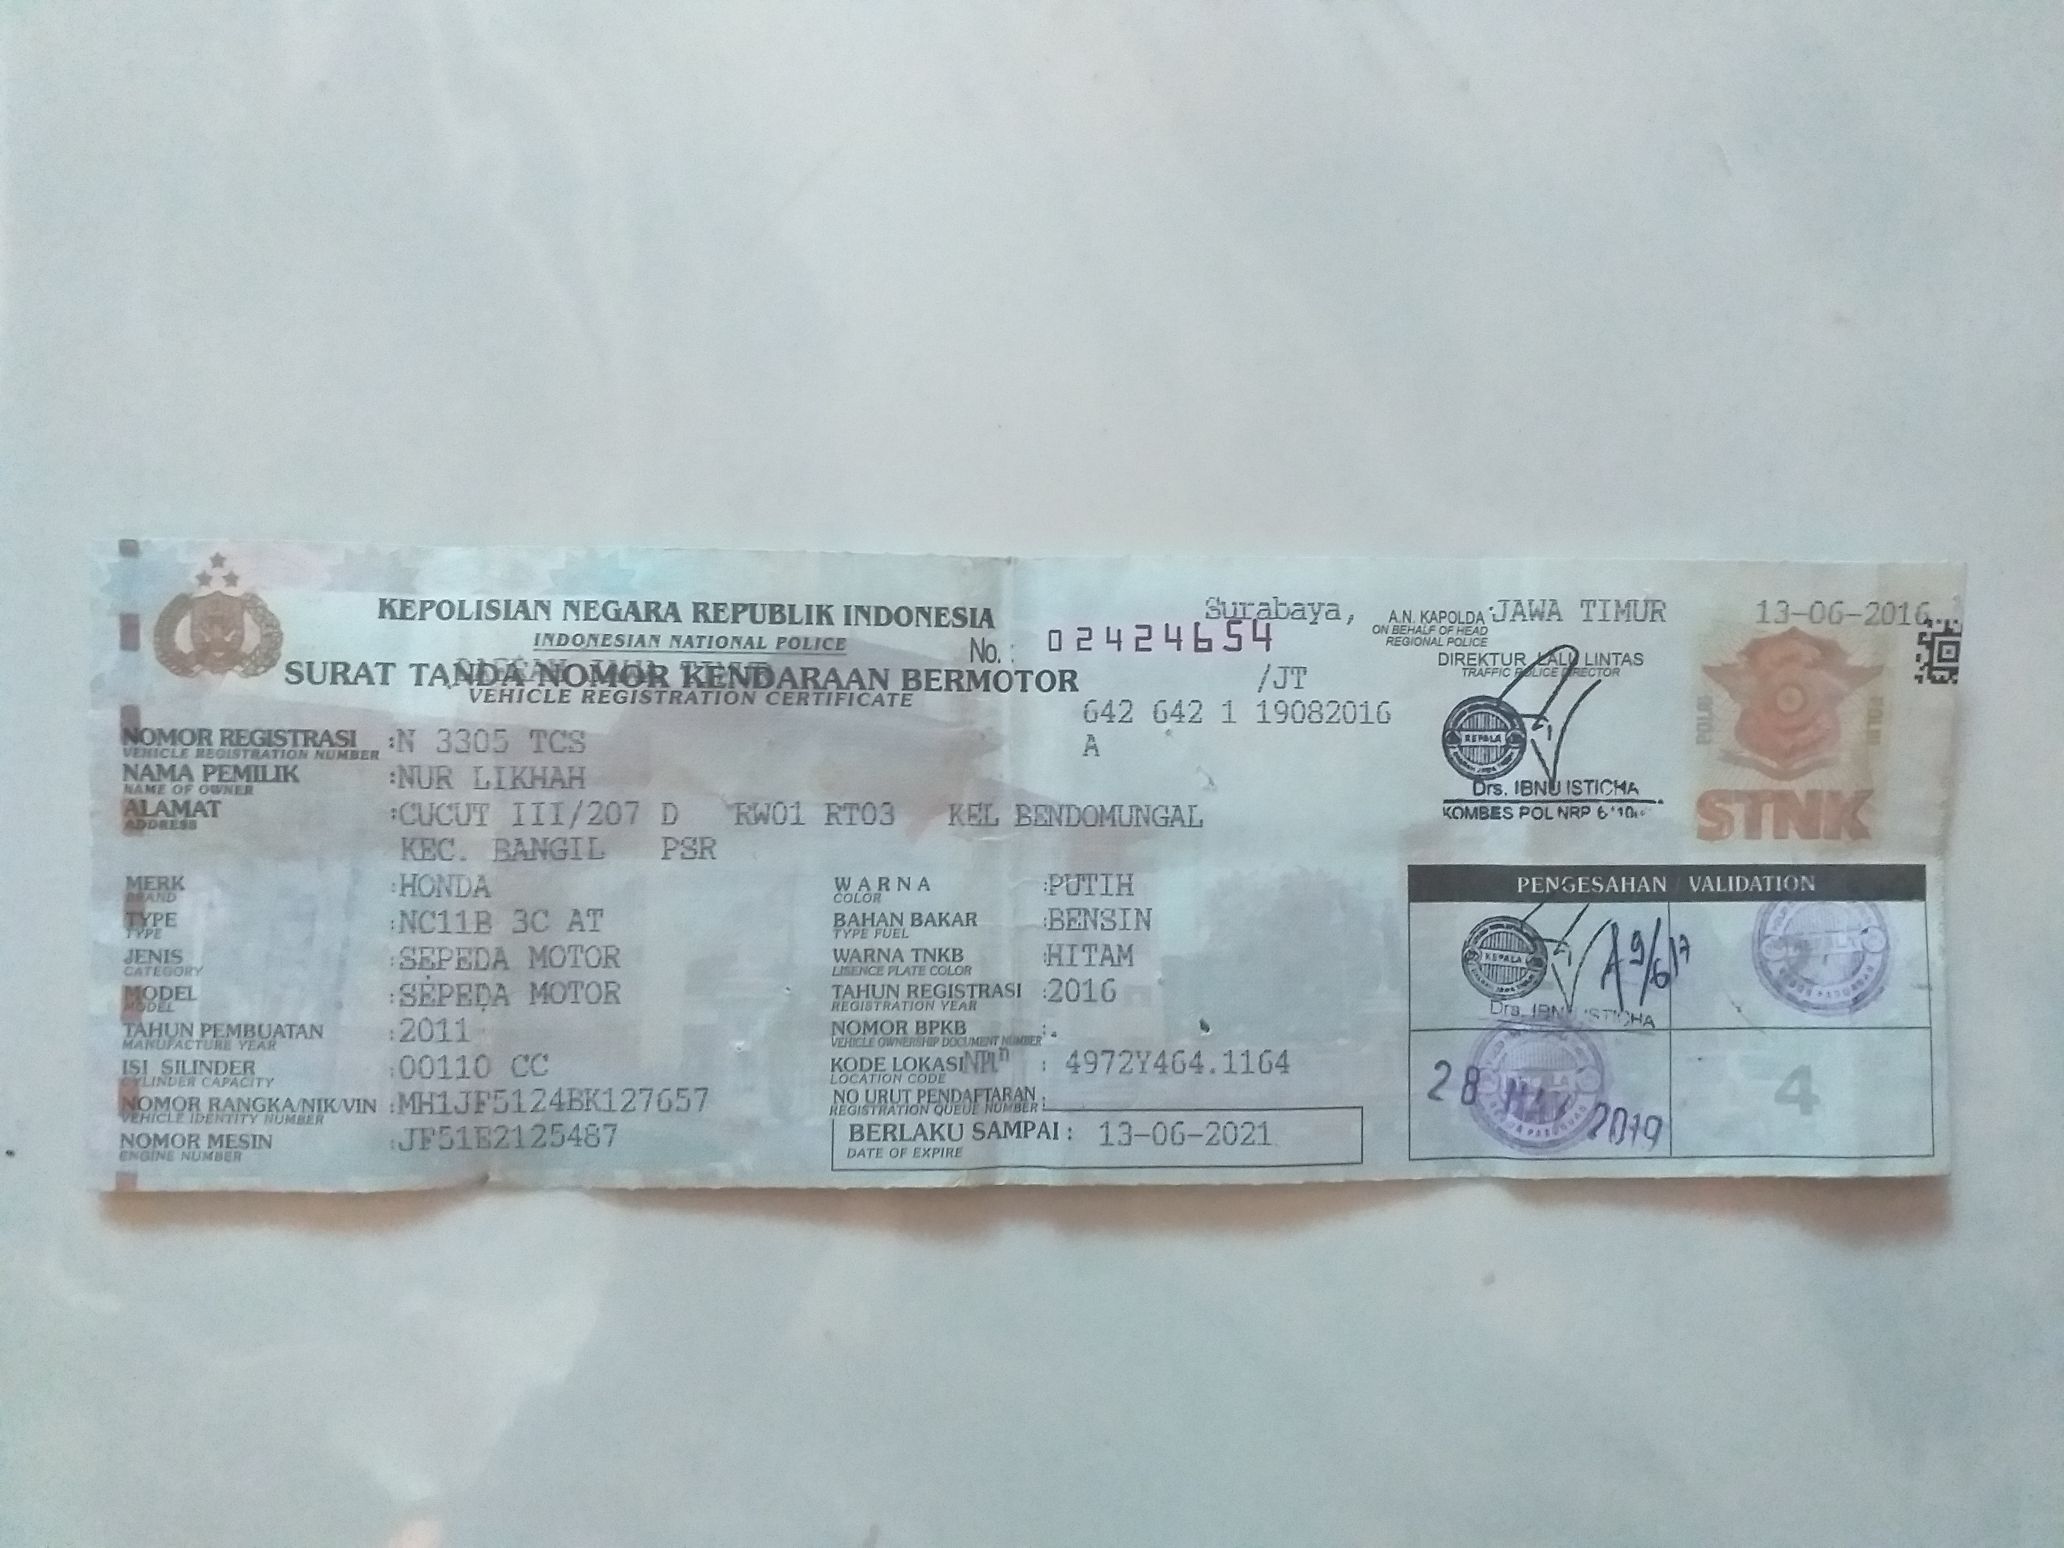 KEPOLISIAN NEGARA REPUBLIK INDONESIA
INDONESIAN NATIONAL POLICE
SURAT TANDA NOMOR KENDARAAN BERMOTOR
VEHICLE REGISTRATION CERTIFICATE
No. 02424654
/JT
642 642 1 19082016
A
NOMOR REGISTRASI :N 3305 TCS
VEHICLE REGISTRATION NUMBER
NAMA PEMILIK :NUR LIKHAH
NAME OF OWNER
ALAMAT :CUCUT III/207 D RW01 RT03 KEL BENDOMUNGAL
ADDRESS
KEC. BANGIL PSR
MERK :HONDA
BRAND
TYPE :NC11B 3C AT
TYPE
JENIS :SEPEDA MOTOR
CATEGORY
MODEL :SEPEDA MOTOR
MODEL
TAHUN PEMBUATAN :2011
MANUFACTURE YEAR
ISI SILINDER :00110 CC
CYLINDER CAPACITY
NOMOR RANGKA/NIK/VIN :MH1JF5124BK127657
VEHICLE IDENTITY NUMBER
NOMOR MESIN :JF51E2125487
ENGINE NUMBER
WARNA :PUTIH
COLOR
BAHAN BAKAR :BENSIN
TYPE FUEL
WARNA TNKB :HITAM
LISENCE PLATE COLOR
TAHUN REGISTRASI :2016
REGISTRATION YEAR
NOMOR BPKB :
VEHICLE OWNERSHIP DOCUMENT NUMBER
KODE LOKASI : 4972Y464.1164
LOCATION CODE
NO URUT PENDAFTARAN :
REGISTRATION QUEUE NUMBER
BERLAKU SAMPAI : 13-06-2021
DATE OF EXPIRE
Surabaya, 13-06-2016
A.N. KAPOLDA :JAWA TIMUR
ON BEHALF OF HEAD
REGIONAL POLICE
DIREKTUR LALU LINTAS
TRAFFIC POLICE DIRECTOR
KEPALA
Drs. IBNU ISTICHA
KOMBES POL NRP
POLRI
POLRI
STNK
PENGESAHAN / VALIDATION
KEPALA
Drs. IBNU ISTICHA
9/6/17
28 2019
4